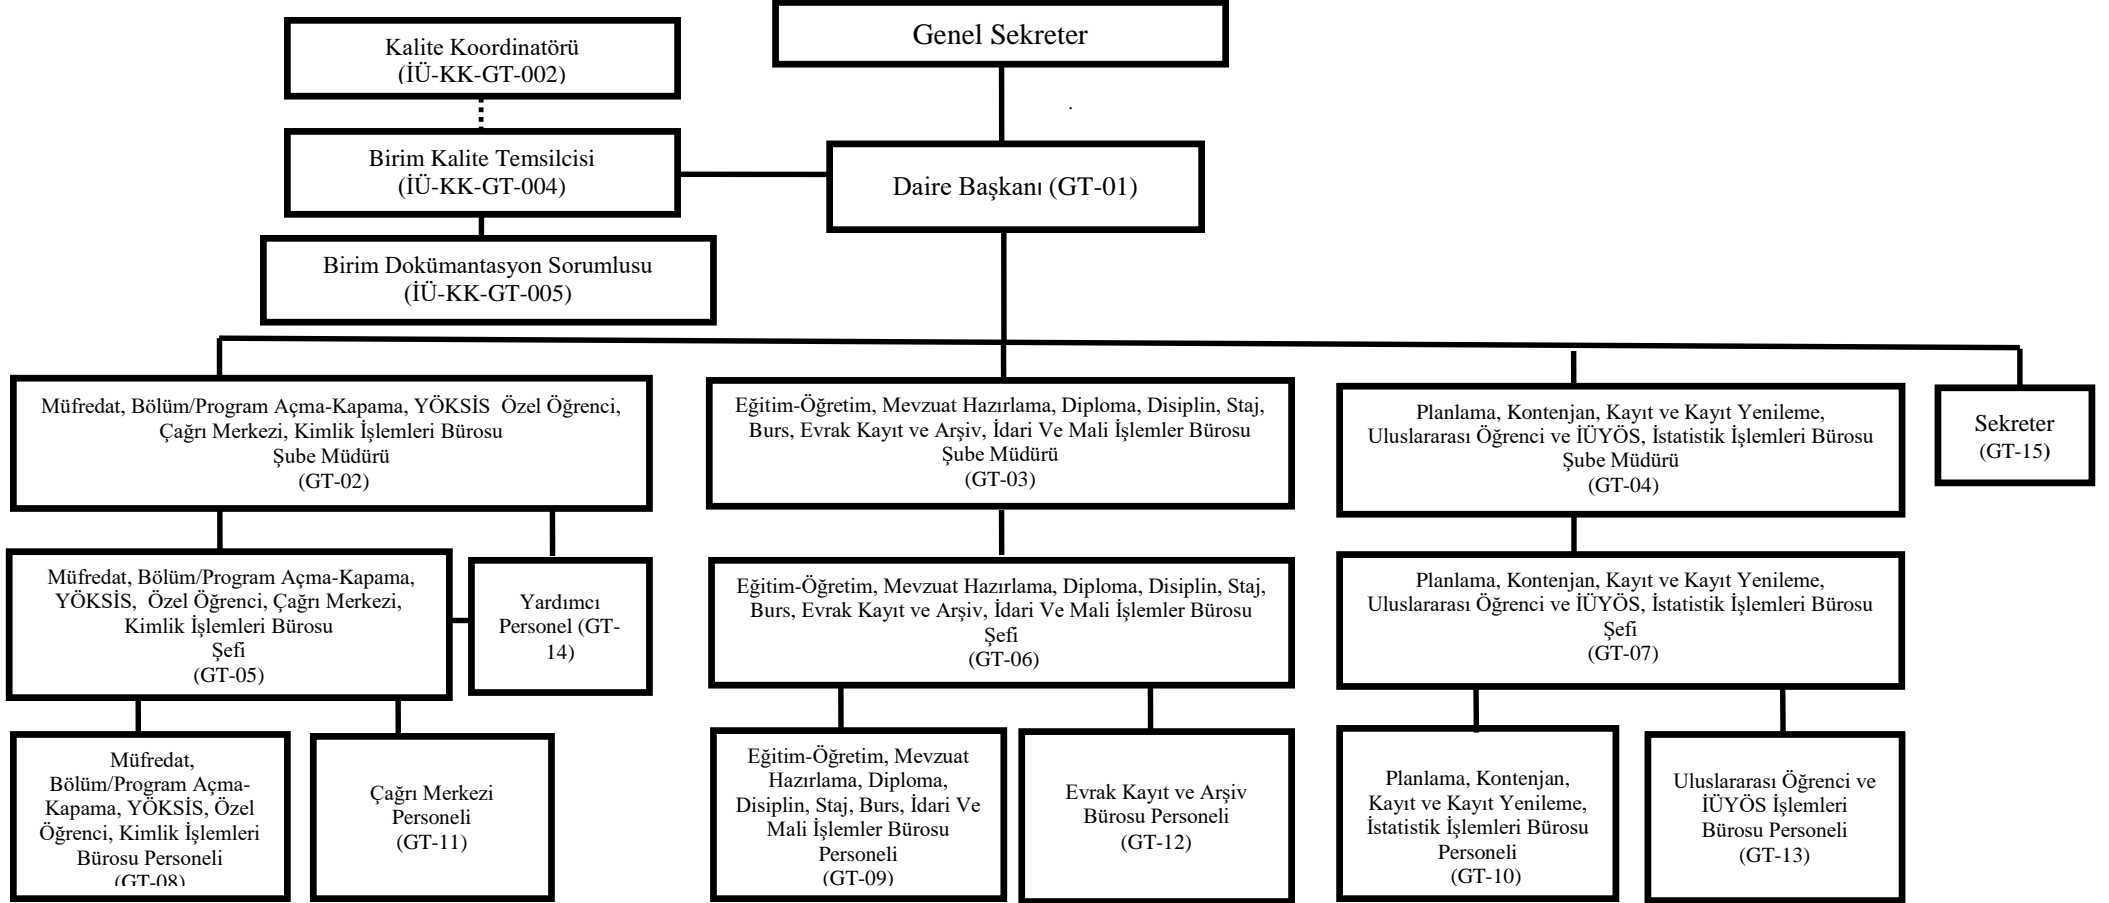 Genel Sekreter
Kalite Koordinatörü
(İÜ-KK-GT-002)
Birim Kalite Temsilcisi
(İÜ-KK-GT-004)
Daire Başkanı (GT-01)
Birim Dokümantasyon Sorumlusu
(İÜ-KK-GT-005)
Müfredat, Bölüm/Program Açma-Kapama, YÖKSİS Özel Öğrenci,
Çağrı Merkezi, Kimlik İşlemleri Bürosu
Şube Müdürü
(GT-02)
Eğitim-Öğretim, Mevzuat Hazırlama, Diploma, Disiplin, Staj,
Burs, Evrak Kayıt ve Arşiv, İdari Ve Mali İşlemler Bürosu
Şube Müdürü
(GT-03)
Planlama, Kontenjan, Kayıt ve Kayıt Yenileme,
Uluslararası Öğrenci ve İÜYÖS, İstatistik İşlemleri Bürosu
Şube Müdürü
(GT-04)
Sekreter
(GT-15)
Müfredat, Bölüm/Program Açma-Kapama,
YÖKSİS, Özel Öğrenci, Çağrı Merkezi,
Kimlik İşlemleri Bürosu
Şefi
(GT-05)
Yardımcı
Personel (GT-
14)
Eğitim-Öğretim, Mevzuat Hazırlama, Diploma, Disiplin, Staj,
Burs, Evrak Kayıt ve Arşiv, İdari Ve Mali İşlemler Bürosu
Şefi
(GT-06)
Planlama, Kontenjan, Kayıt ve Kayıt Yenileme,
Uluslararası Öğrenci ve İÜYÖS, İstatistik İşlemleri Bürosu
Şefi
(GT-07)
Müfredat,
Bölüm/Program Açma-
Kapama, YÖKSİS, Özel
Öğrenci, Kimlik İşlemleri
Bürosu Personeli
(GT-08)
Çağrı Merkezi
Personeli
(GT-11)
Eğitim-Öğretim, Mevzuat
Hazırlama, Diploma,
Disiplin, Staj, Burs, İdari Ve
Mali İşlemler Bürosu
Personeli
(GT-09)
Evrak Kayıt ve Arşiv
Bürosu Personeli
(GT-12)
Planlama, Kontenjan,
Kayıt ve Kayıt Yenileme,
İstatistik İşlemleri Bürosu
Personeli
(GT-10)
Uluslararası Öğrenci ve
İÜYÖS İşlemleri
Bürosu Personeli
(GT-13)